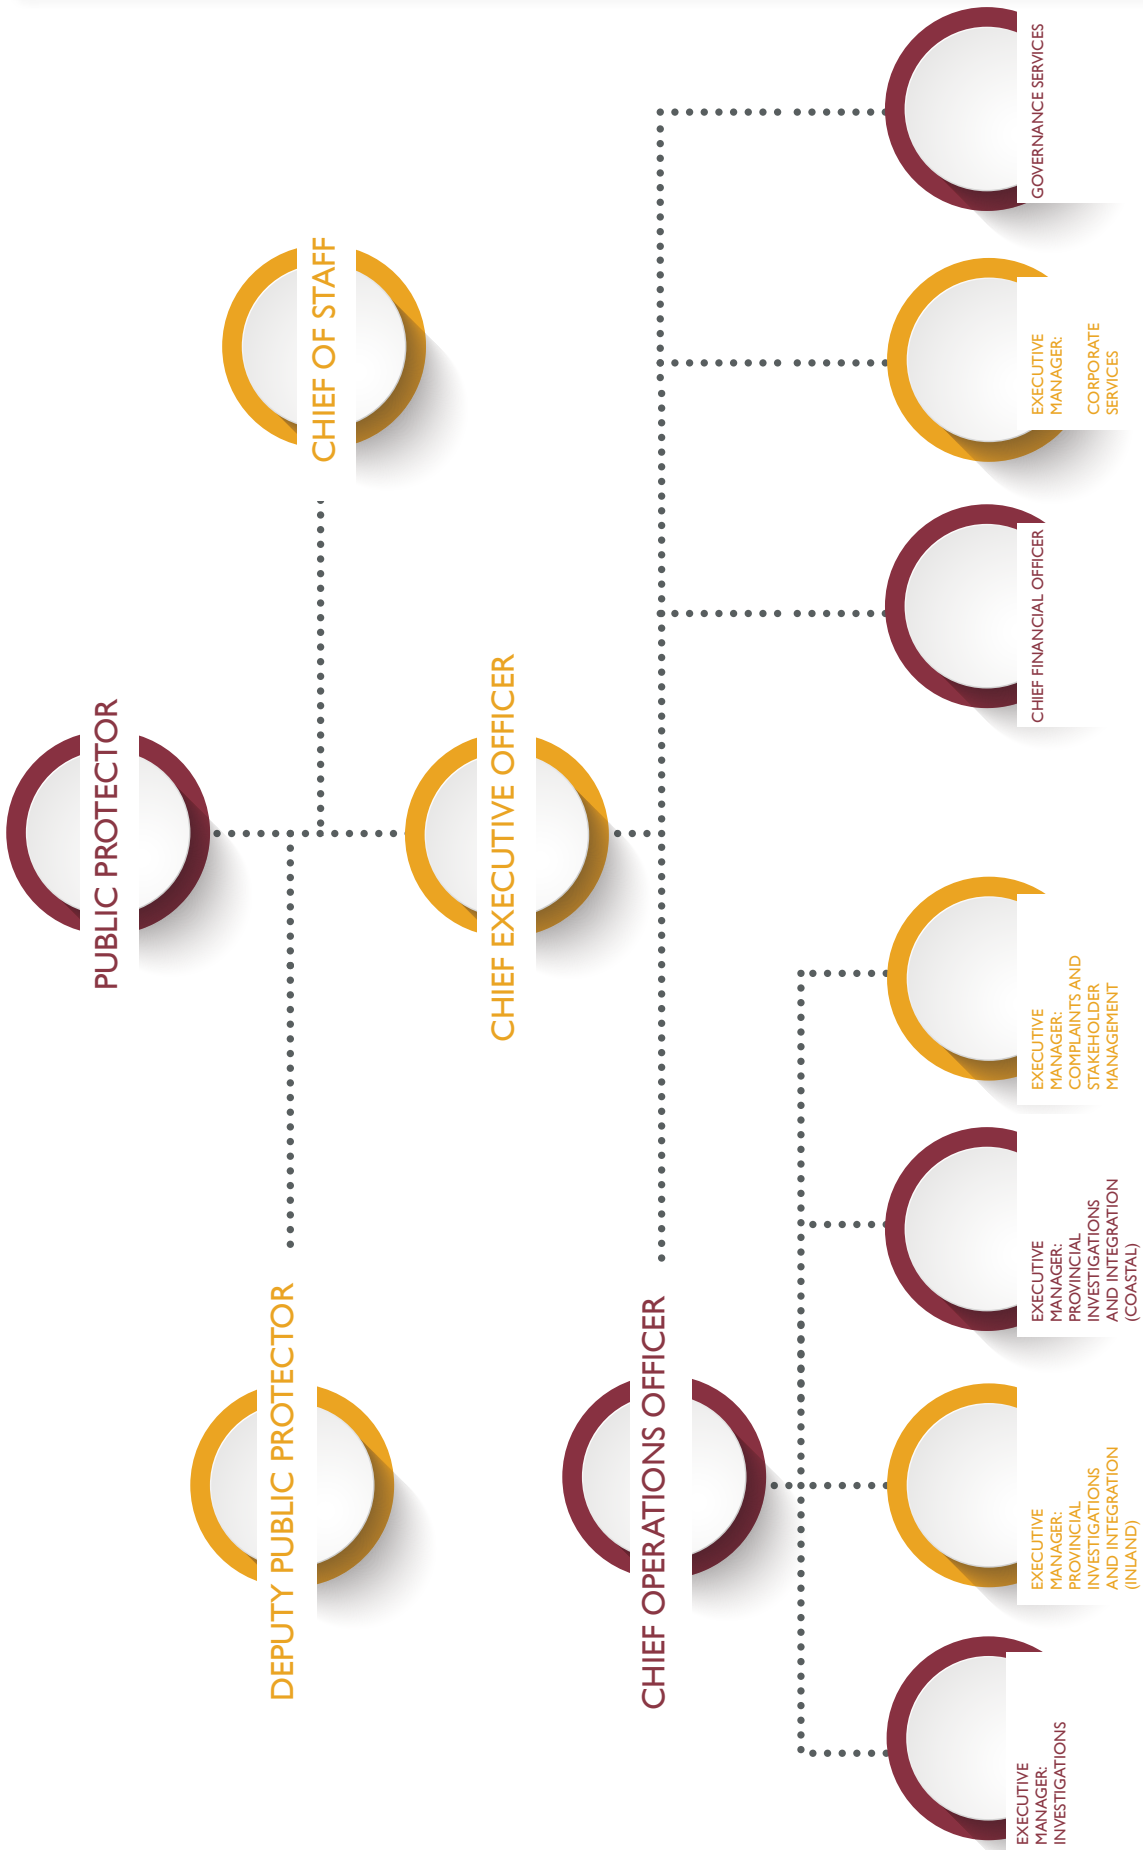 PUBLIC PROTECTOR
DEPUTY PUBLIC PROTECTOR
CHIEF OF STAFF
CHIEF EXECUTIVE OFFICER
CHIEF OPERATIONS OFFICER
EXECUTIVE
MANAGER:
INVESTIGATIONS
EXECUTIVE
MANAGER:
PROVINCIAL
INVESTIGATIONS
AND INTEGRATION
(INLAND)
EXECUTIVE
MANAGER:
PROVINCIAL
INVESTIGATIONS
AND INTEGRATION
(COASTAL)
EXECUTIVE
MANAGER:
COMPLAINTS AND
STAKEHOLDER
MANAGEMENT
CHIEF FINANCIAL OFFICER
EXECUTIVE
MANAGER:
CORPORATE
SERVICES
GOVERNANCE SERVICES